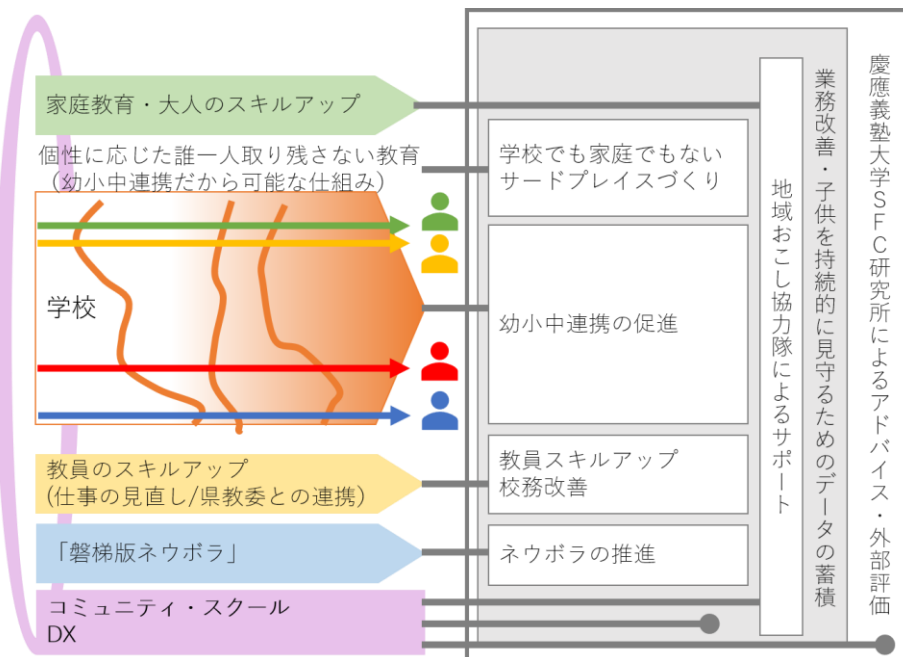 家庭教育・大人のスキルアップ
個性に応じた誰一人取り残さない教育
（幼小中連携だから可能な仕組み）
学校
教員のスキルアップ
(仕事の見直し/県教委との連携)
「磐梯版ネウボラ」
コミュニティ・スクール
DX
学校でも家庭でもない
サードプレイスづくり
幼小中連携の促進
教員スキルアップ
校務改善
ネウボラの推進
地域おこし協力隊によるサポート
業務改善・子供を持続的に見守るためのデータの蓄積
慶應義塾大学SFC研究所によるアドバイス・外部評価